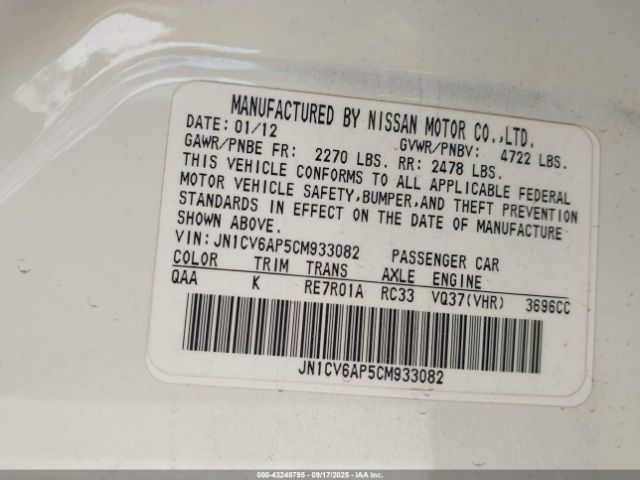 MANUFACTURED BY NISSAN MOTOR CO.,LTD.
DATE: 01/12 GVWR/PNBV: 4722 LBS.
GAWR/PNBE FR: 2270 LBS. RR: 2478 LBS.
THIS VEHICLE CONFORMS TO ALL APPLICABLE FEDERAL
MOTOR VEHICLE SAFETY,BUMPER,AND THEFT PREVENTION
STANDARDS IN EFFECT ON THE DATE OF MANUFACTURE
SHOWN ABOVE.
VIN:JN1CV6AP5CM933082 PASSENGER CAR
COLOR TRIM TRANS AXLE ENGINE
QAA K RE7R01A RC33 VQ37(VHR) 3696CC
JN1CV6AP5CM933082
000-43248795 - 09/17/2025 - IAA Inc.